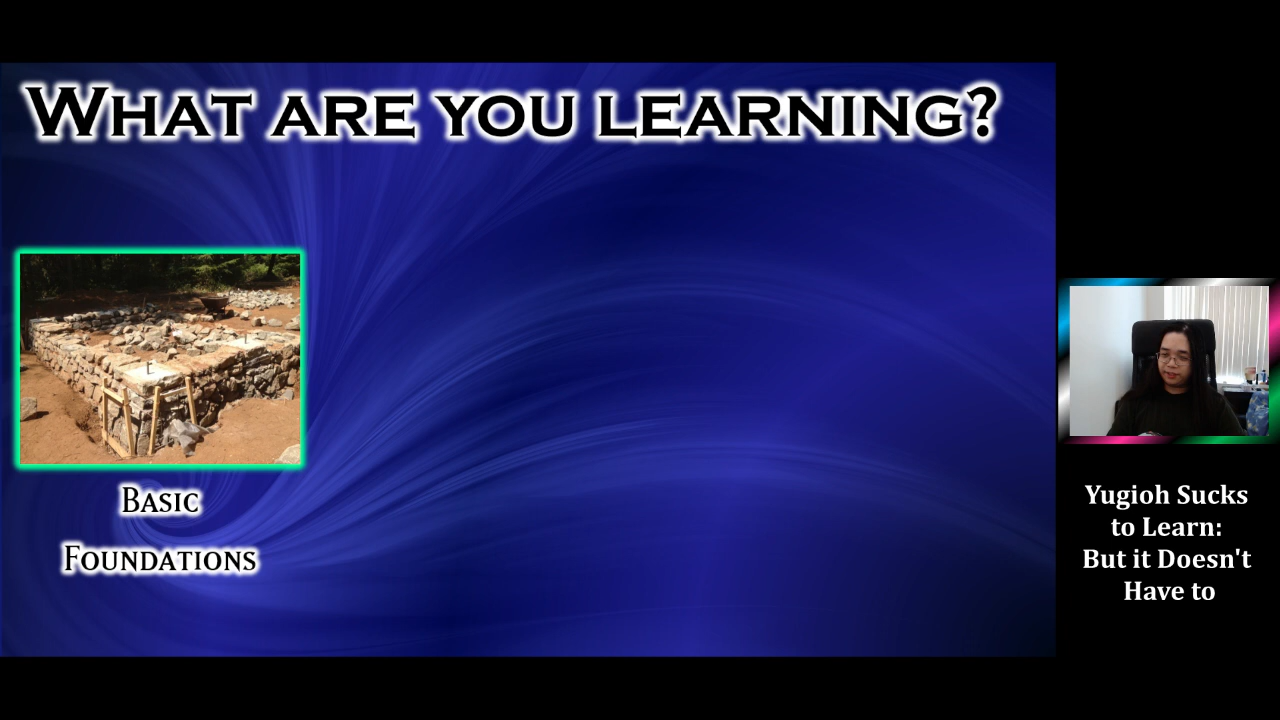 What are you learning?
Basic
Foundations
Yugioh Sucks
to Learn:
But it Doesn't
Have to